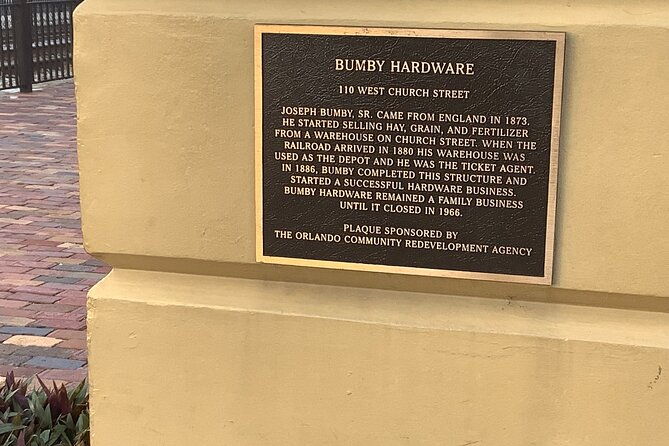 BUMBY HARDWARE
110 WEST CHURCH STREET
JOSEPH BUMBY, SR. CAME FROM ENGLAND IN 1873.
HE STARTED SELLING HAY, GRAIN, AND FERTILIZER
FROM A WAREHOUSE ON CHURCH STREET. WHEN THE
RAILROAD ARRIVED IN 1880 HIS WAREHOUSE WAS
USED AS THE DEPOT AND HE WAS THE TICKET AGENT.
IN 1886, BUMBY COMPLETED THIS STRUCTURE AND
STARTED A SUCCESSFUL HARDWARE BUSINESS.
BUMBY HARDWARE REMAINED A FAMILY BUSINESS
UNTIL IT CLOSED IN 1966.
PLAQUE SPONSORED BY
THE ORLANDO COMMUNITY REDEVELOPMENT AGENCY